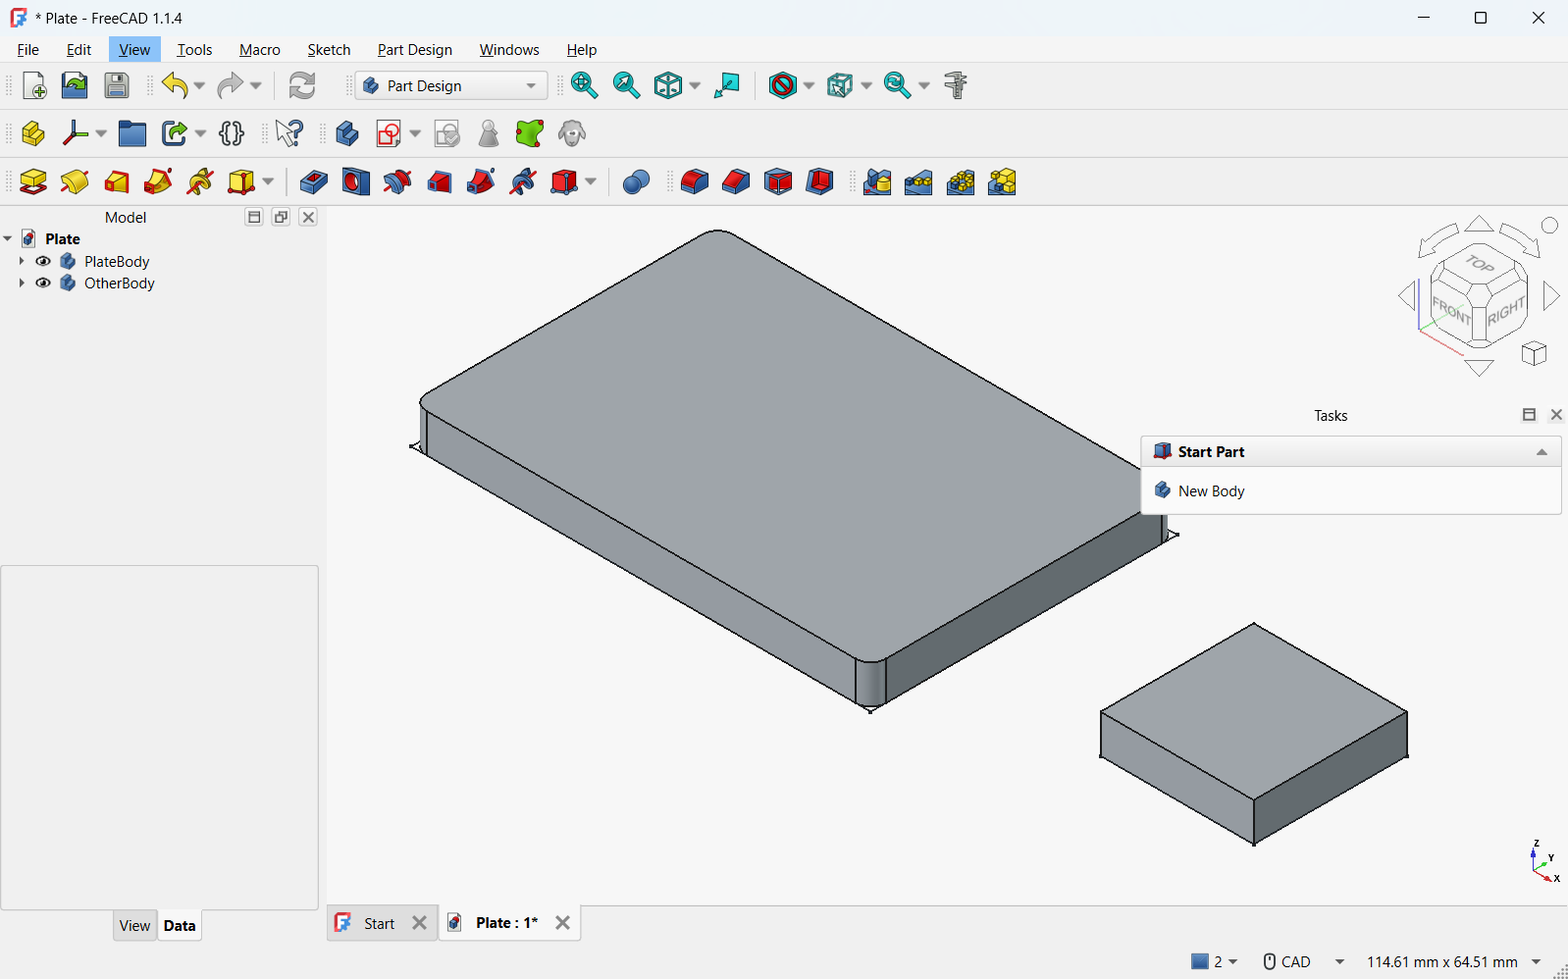 * Plate - FreeCAD 1.1.4
File Edit View Tools Macro Sketch Part Design Windows Help
Part Design
Model
Plate
PlateBody
OtherBody
TOP
FRONT
RIGHT
Tasks
Start Part
New Body
Z
Y
X
View Data
Start
Plate : 1*
2
CAD
114.61 mm x 64.51 mm